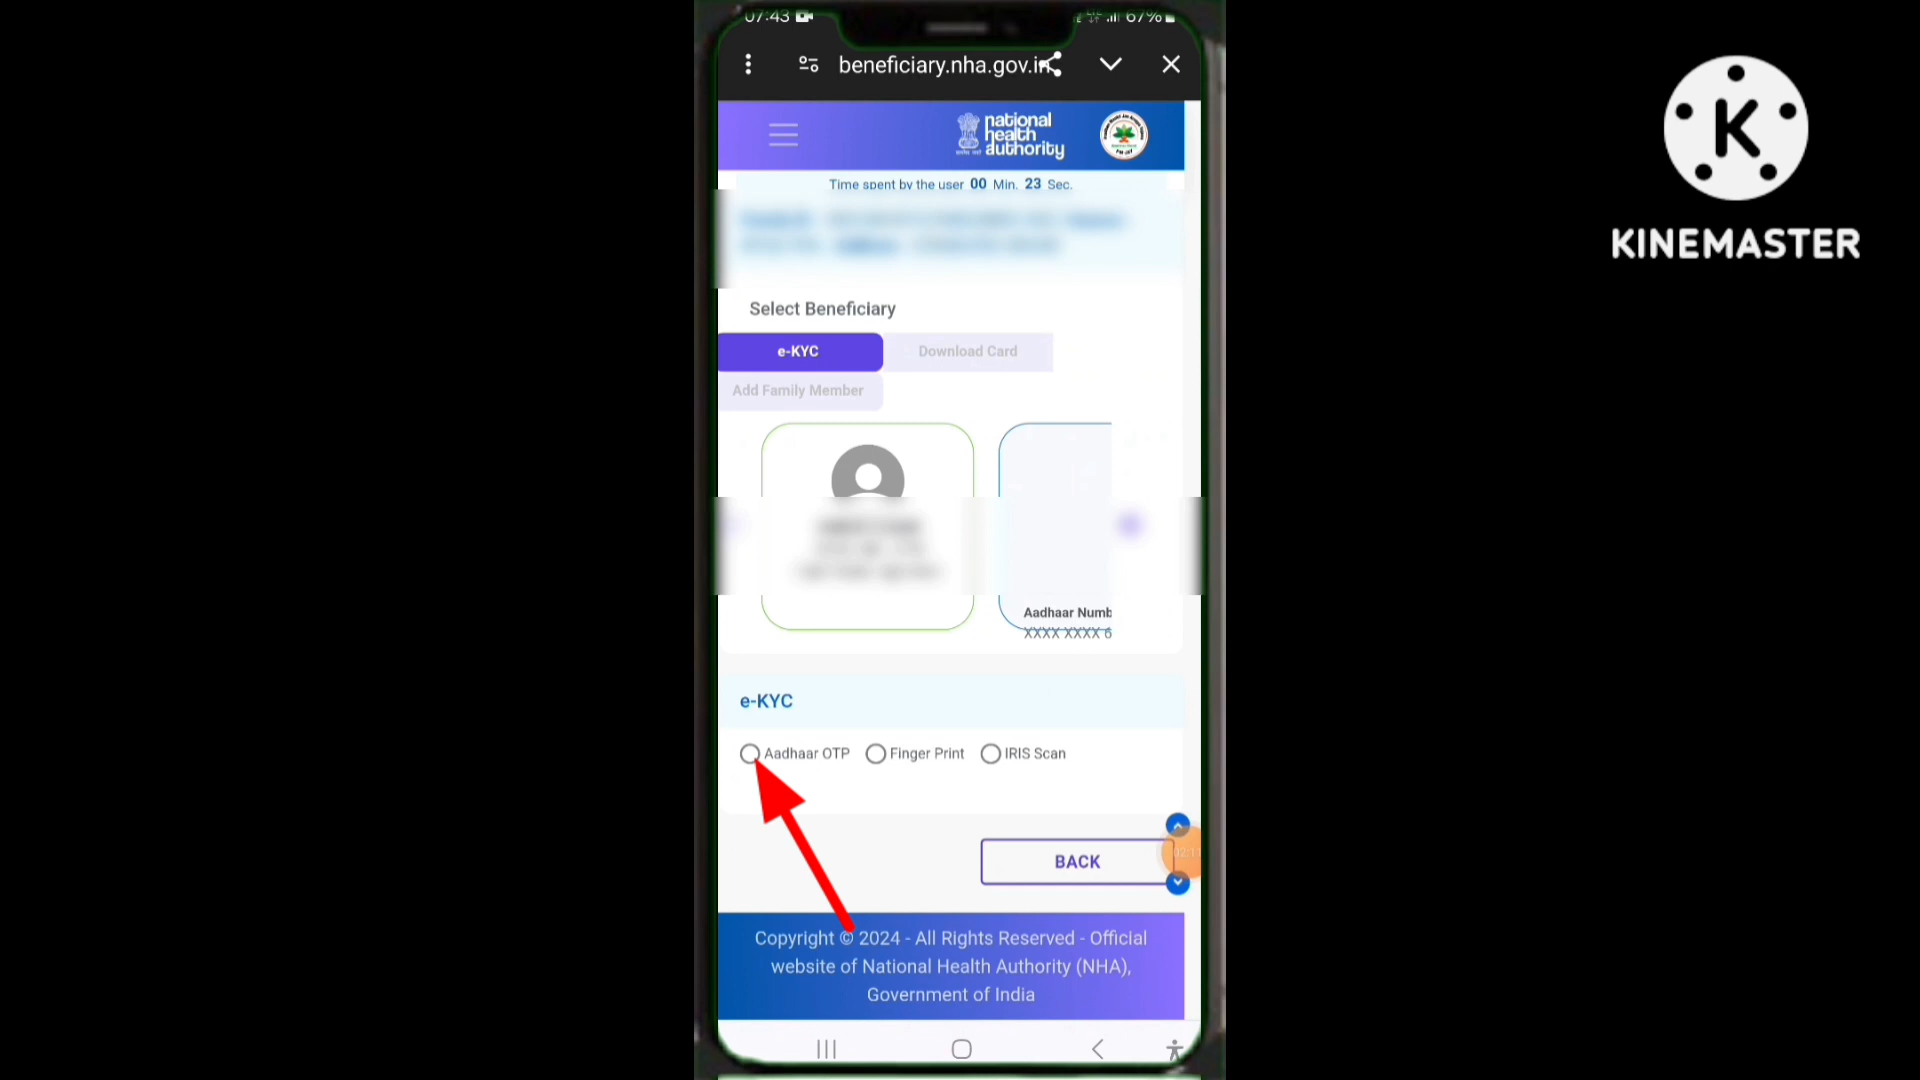 07:43
67%
beneficiary.nha.gov.in
national
health
authority
Time spent by the user 00 Min. 23 Sec.
Select Beneficiary
e-KYC
Download Card
Add Family Member
Aadhaar Numb
XXXX XXXX 6
e-KYC
Aadhaar OTP
Finger Print
IRIS Scan
BACK
02:11
Copyright © 2024 - All Rights Reserved - Official
website of National Health Authority (NHA),
Government of India
K
KINEMASTER